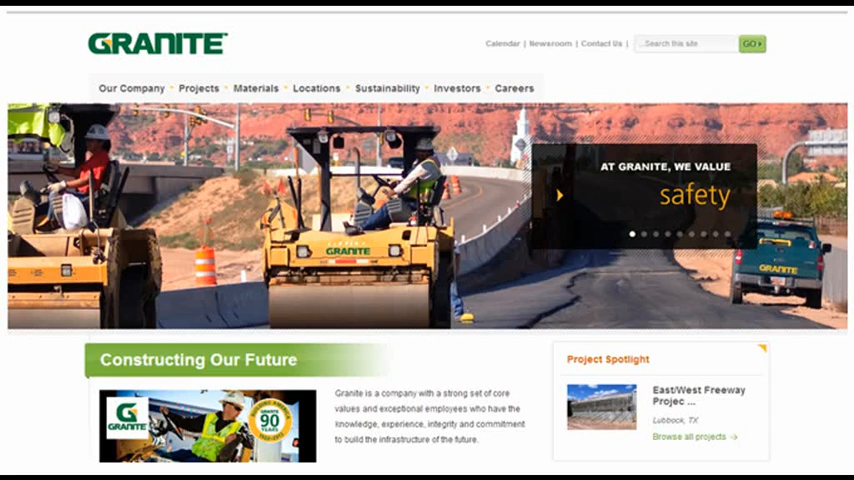 GRANITE
Calendar | Newsroom | Contact Us |
...Search this site
GO
Our Company Projects Materials Locations Sustainability Investors Careers
AT GRANITE, WE VALUE
safety
GRANITE
GRANITE
Constructing Our Future
G
GRANITE
GRANITE
90
YEARS
Granite is a company with a strong set of core
values and exceptional employees who have the
knowledge, experience, integrity and commitment
to build the infrastructure of the future.
Project Spotlight
East/West Freeway
Projec ...
Lubbock, TX
Browse all projects